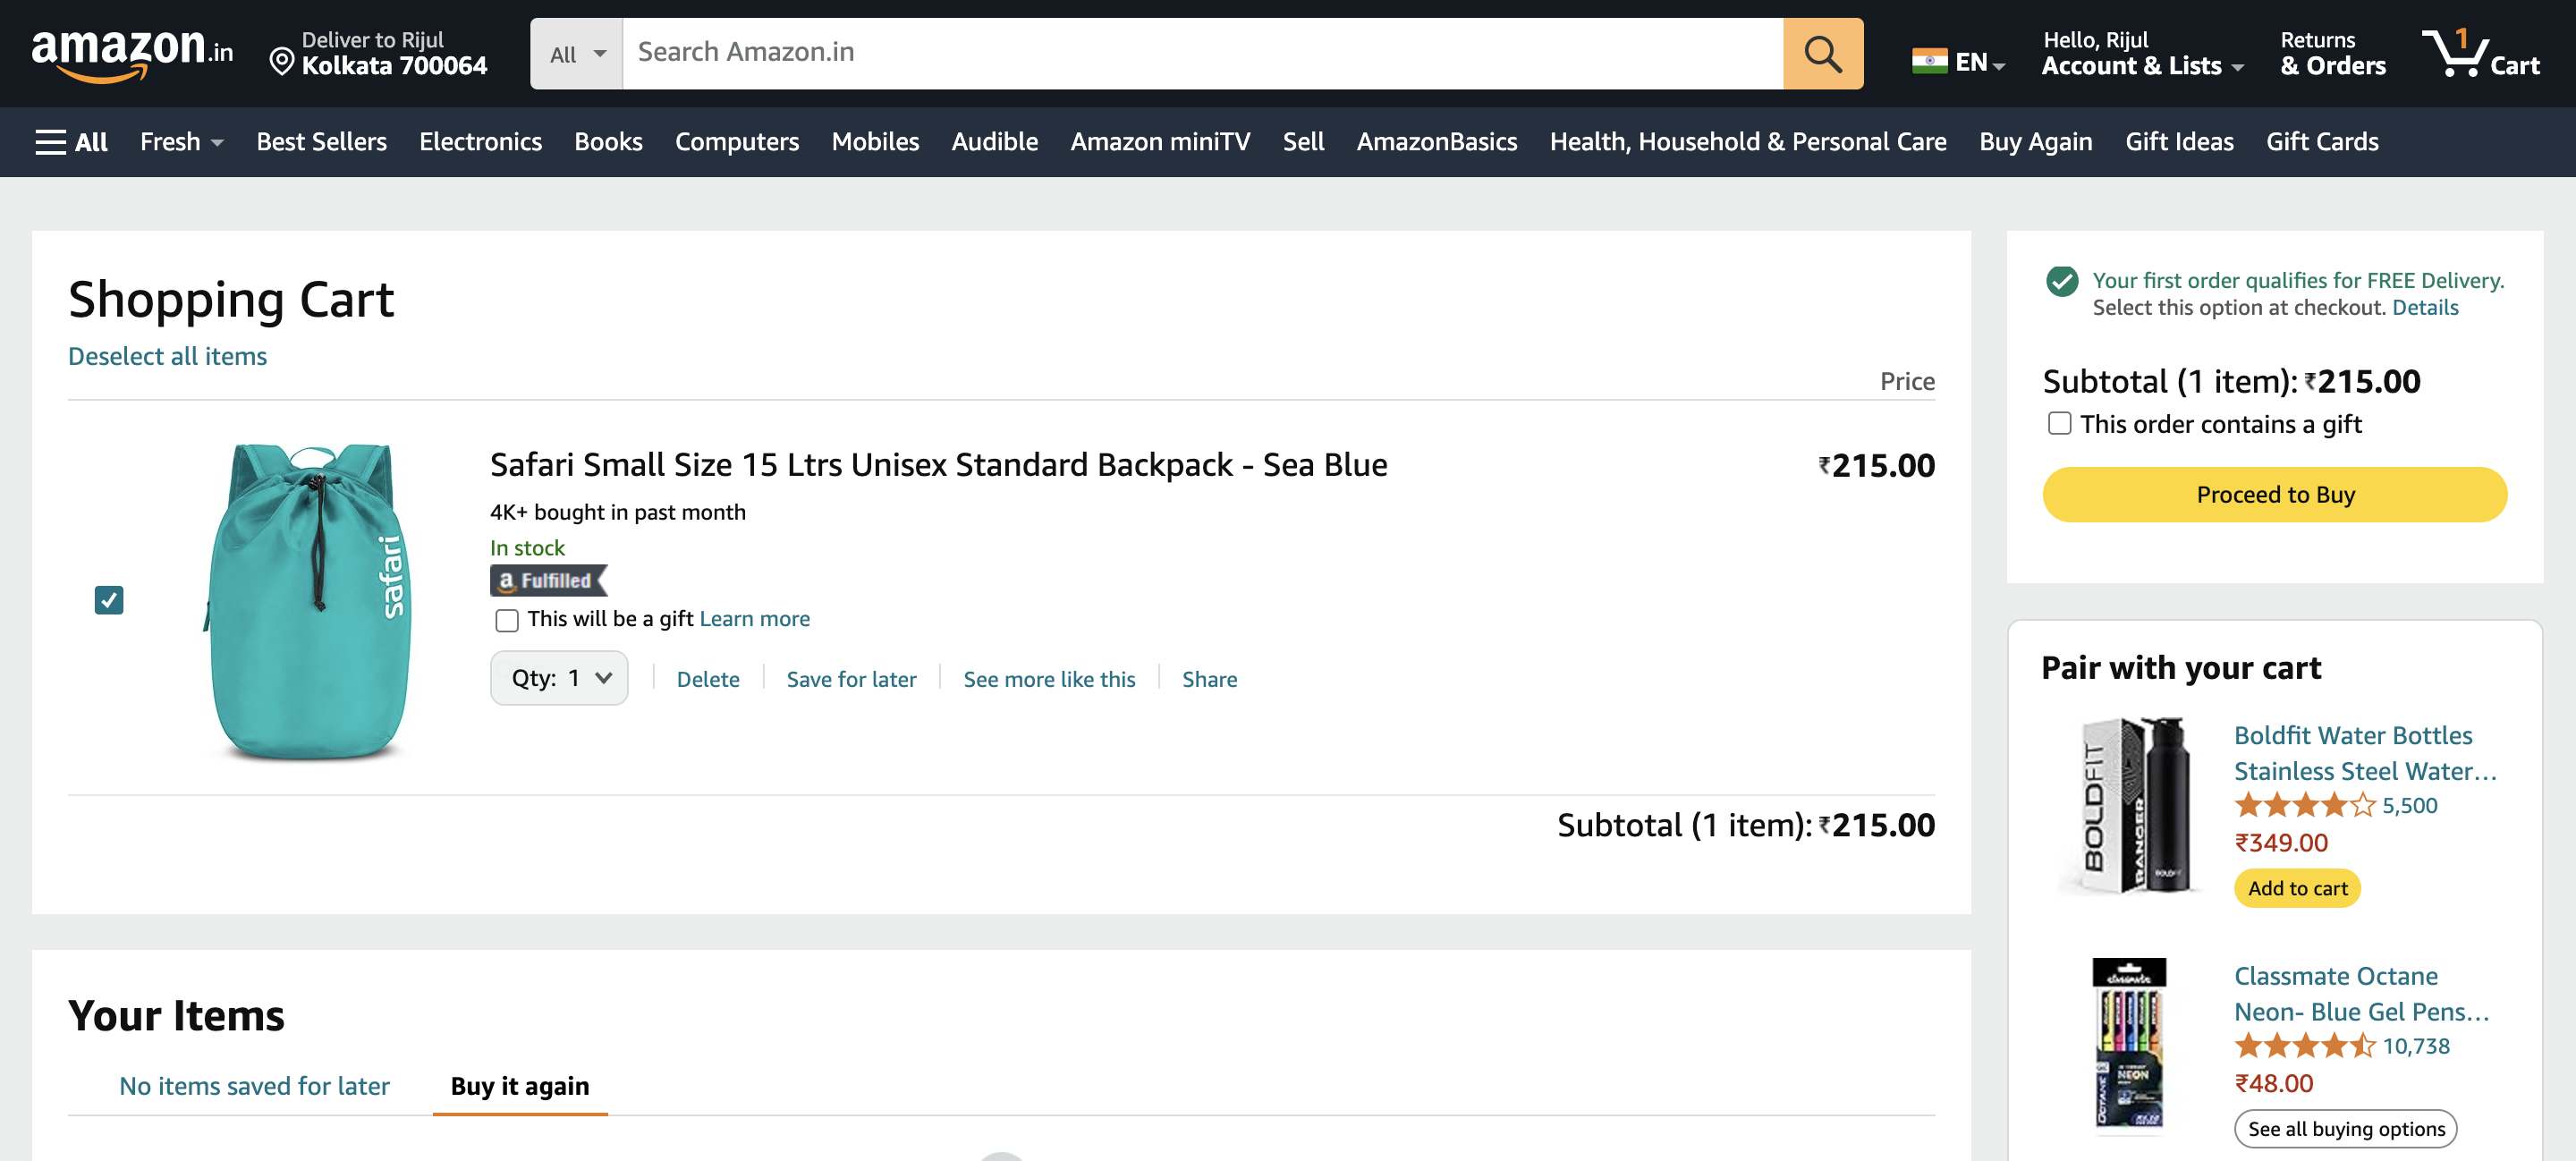 amazon.in
Deliver to Rijul
Kolkata 700064
All
Search Amazon.in
EN
Hello, Rijul
Account & Lists
Returns
& Orders
1
Cart
All
Fresh
Best Sellers
Electronics
Books
Computers
Mobiles
Audible
Amazon miniTV
Sell
AmazonBasics
Health, Household & Personal Care
Buy Again
Gift Ideas
Gift Cards
Shopping Cart
Deselect all items
Price
safari
Safari Small Size 15 Ltrs Unisex Standard Backpack - Sea Blue
₹215.00
4K+ bought in past month
In stock
a Fulfilled
This will be a gift Learn more
Qty: 1
Delete
Save for later
See more like this
Share
Subtotal (1 item): ₹215.00
Your Items
No items saved for later
Buy it again
Your first order qualifies for FREE Delivery.
Select this option at checkout. Details
Subtotal (1 item): ₹215.00
This order contains a gift
Proceed to Buy
Pair with your cart
BOLDFIT
BOLDFIT
Boldfit Water Bottles
Stainless Steel Water...
5,500
₹349.00
Add to cart
classmate
NEON
OCTANE
Classmate Octane
Neon- Blue Gel Pens...
10,738
₹48.00
See all buying options